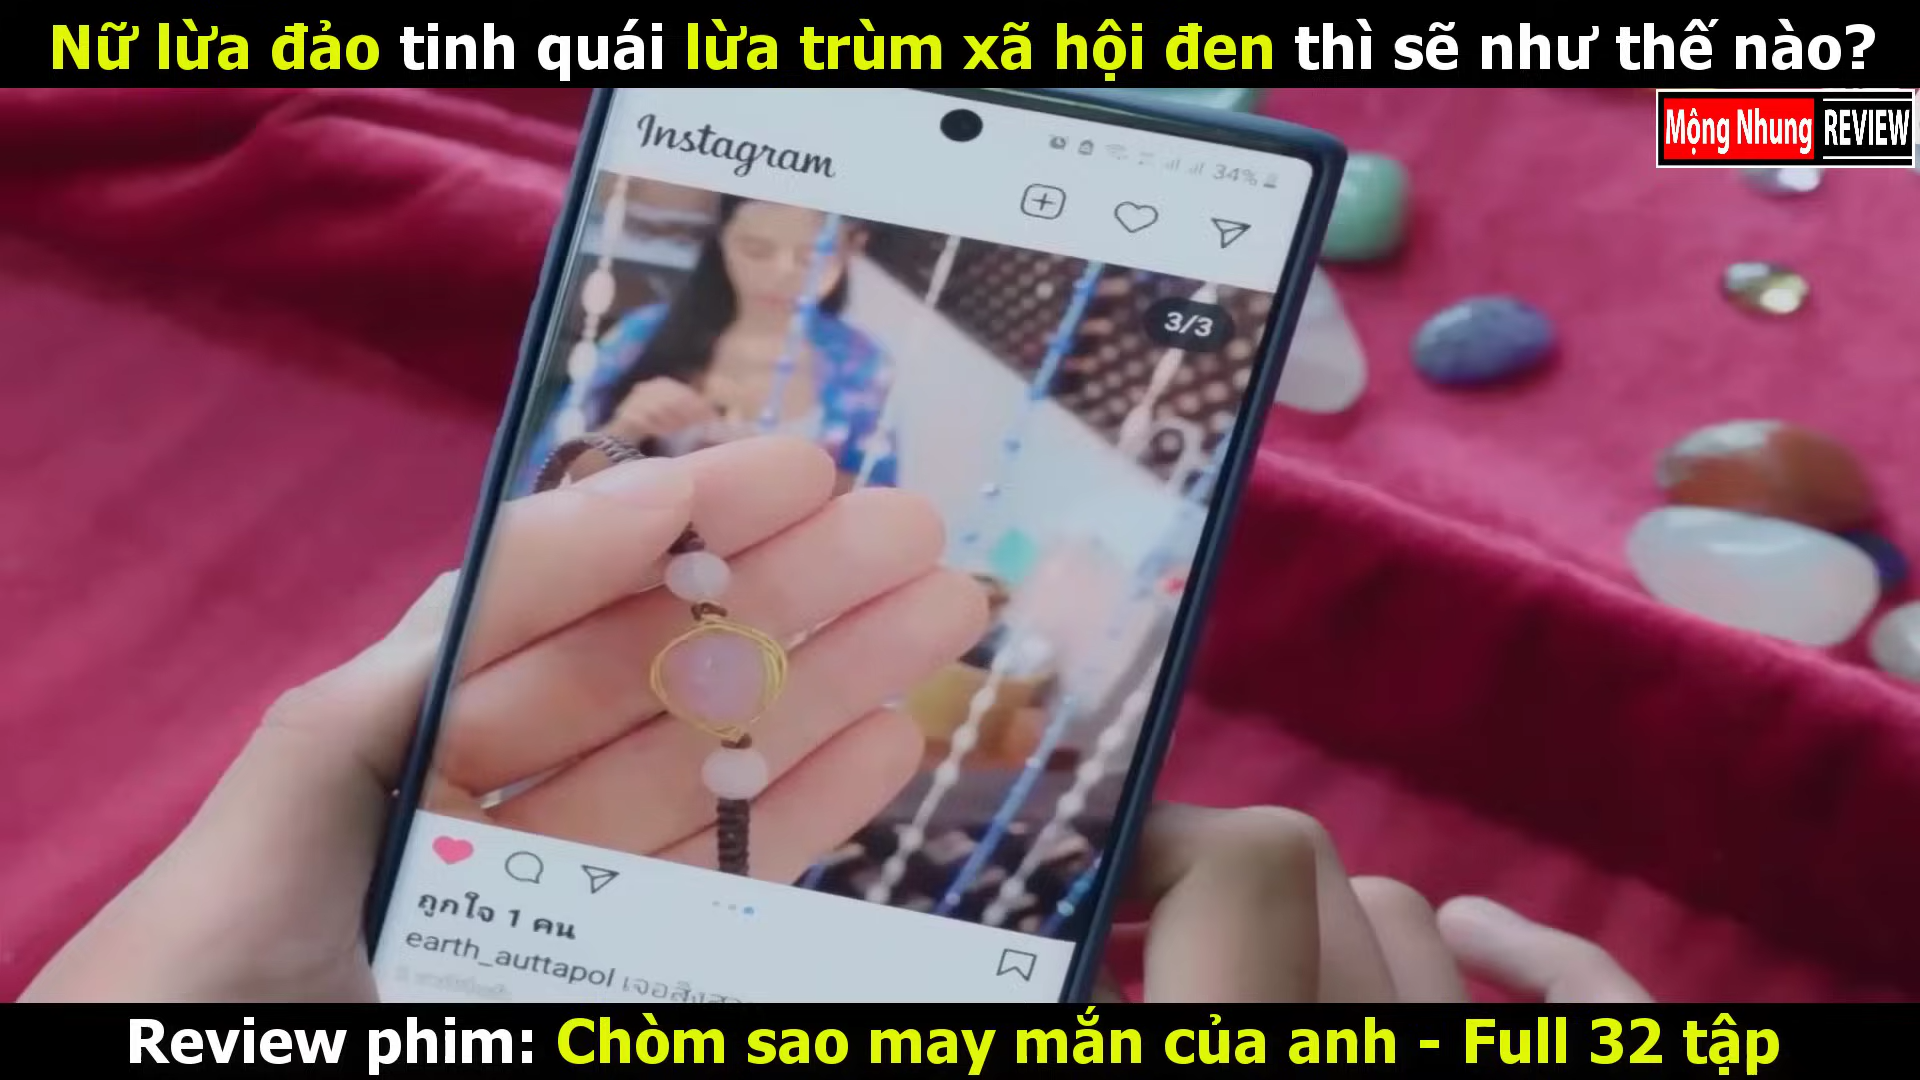 Nữ lừa đảo tinh quái lừa trùm xã hội đen thì sẽ như thế nào?
Mộng Nhung REVIEW
Instagram
34%
3/3
ถูกใจ 1 คน
earth_auttapol
Review phim: Chòm sao may mắn của anh - Full 32 tập